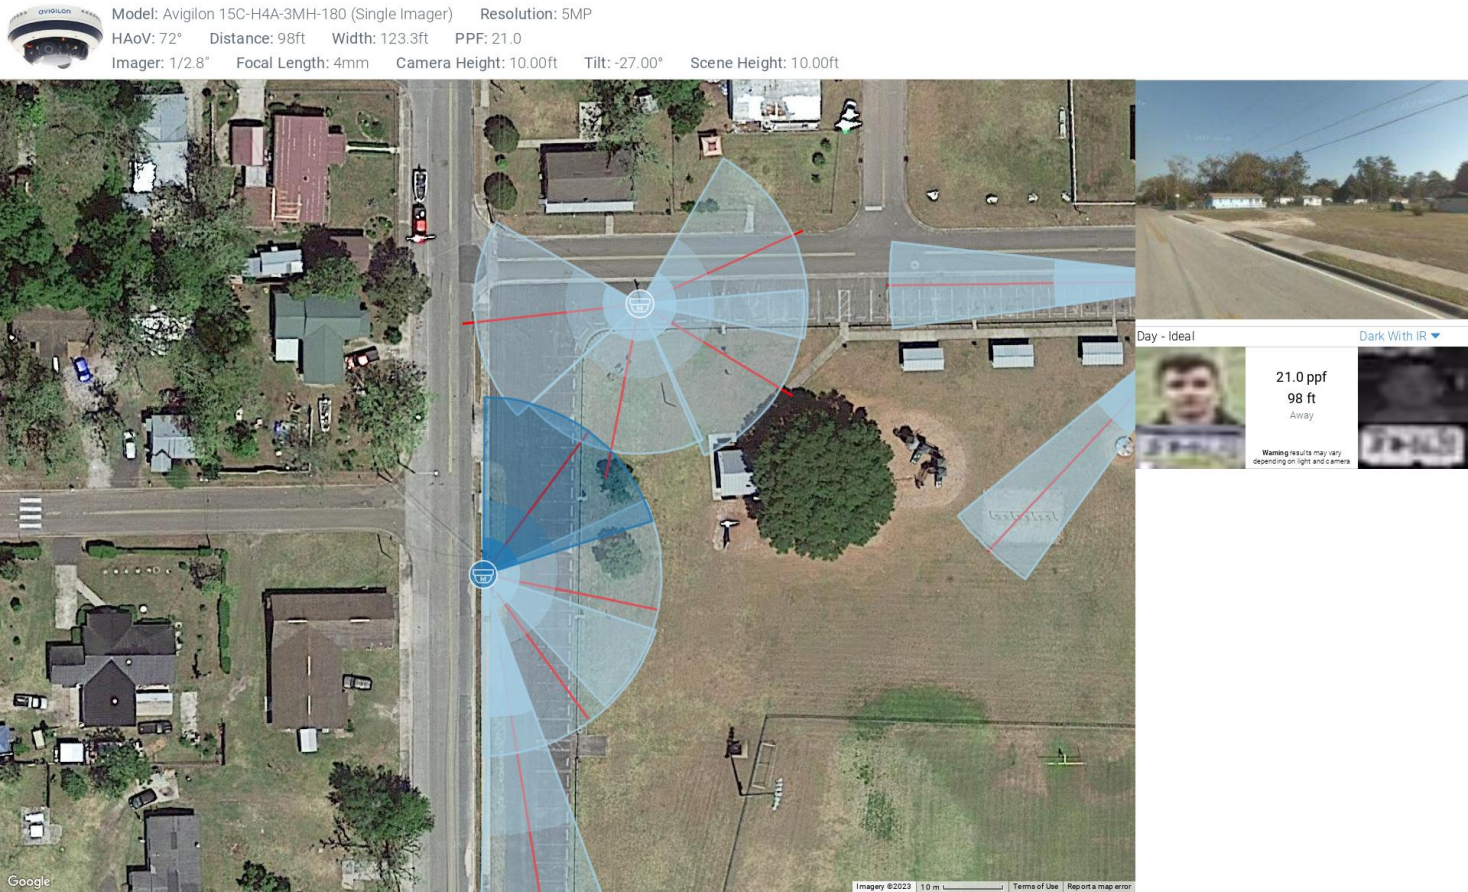 AVIGILON
Model: Avigilon 15C-H4A-3MH-180 (Single Imager) Resolution: 5MP
HAoV: 72° Distance: 98ft Width: 123.3ft PPF: 21.0
Imager: 1/2.8" Focal Length: 4mm Camera Height: 10.00ft Tilt: -27.00° Scene Height: 10.00ft
Day - Ideal Dark With IR
21.0 ppf
98 ft
Away
Warning results may vary
depending on light and camera
M
Google
Imagery ©2023 10 m Terms of Use Report a map error